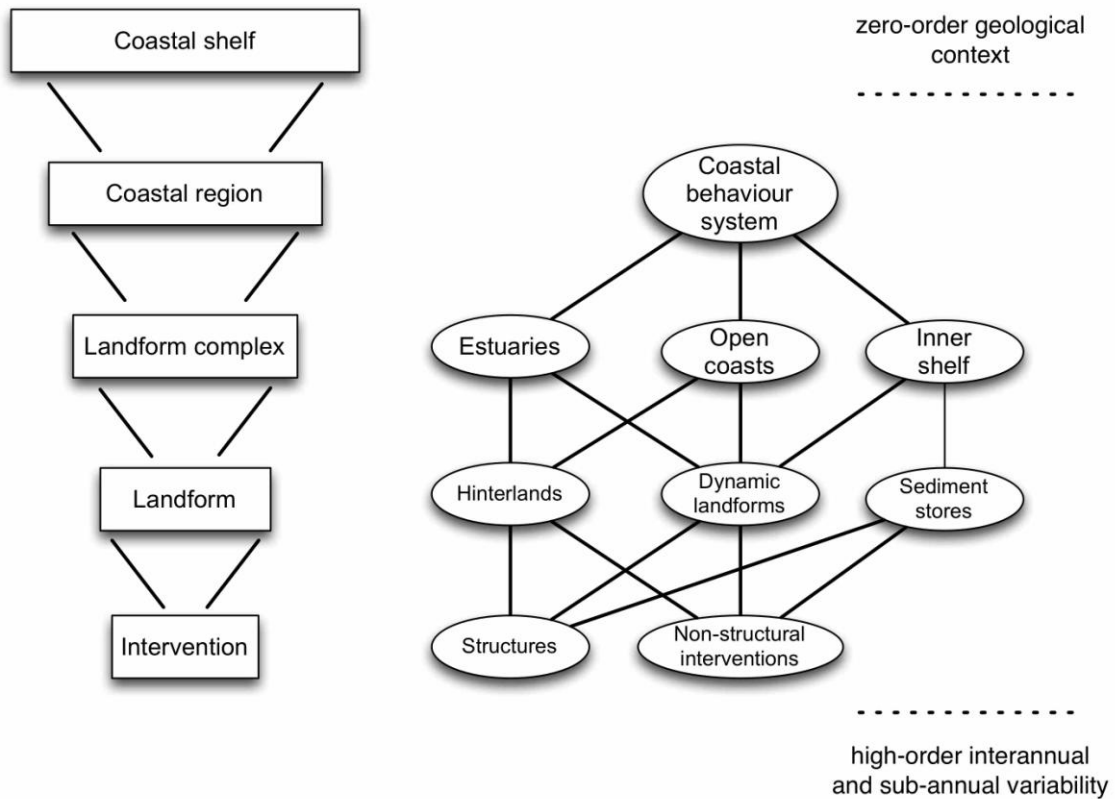 Coastal shelf
zero-order geological
context
Coastal region
Coastal
behaviour
system
Landform complex
Estuaries
Open
coasts
Inner
shelf
Landform
Hinterlands
Dynamic
landforms
Sediment
stores
Intervention
Structures
Non-structural
interventions
high-order interannual
and sub-annual variability